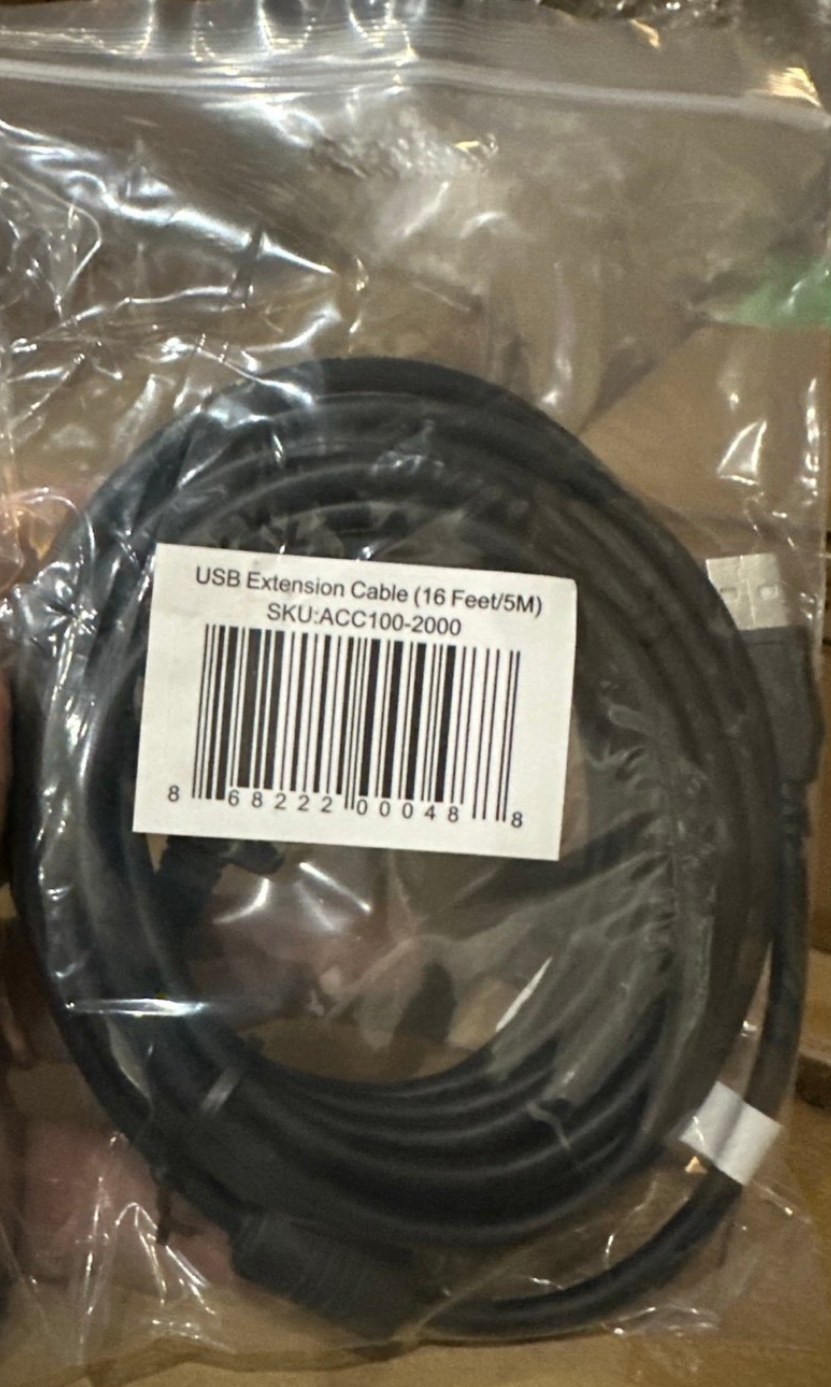 USB Extension Cable (16 Feet/5M)
SKU:ACC100-2000
8 68222 00048 8